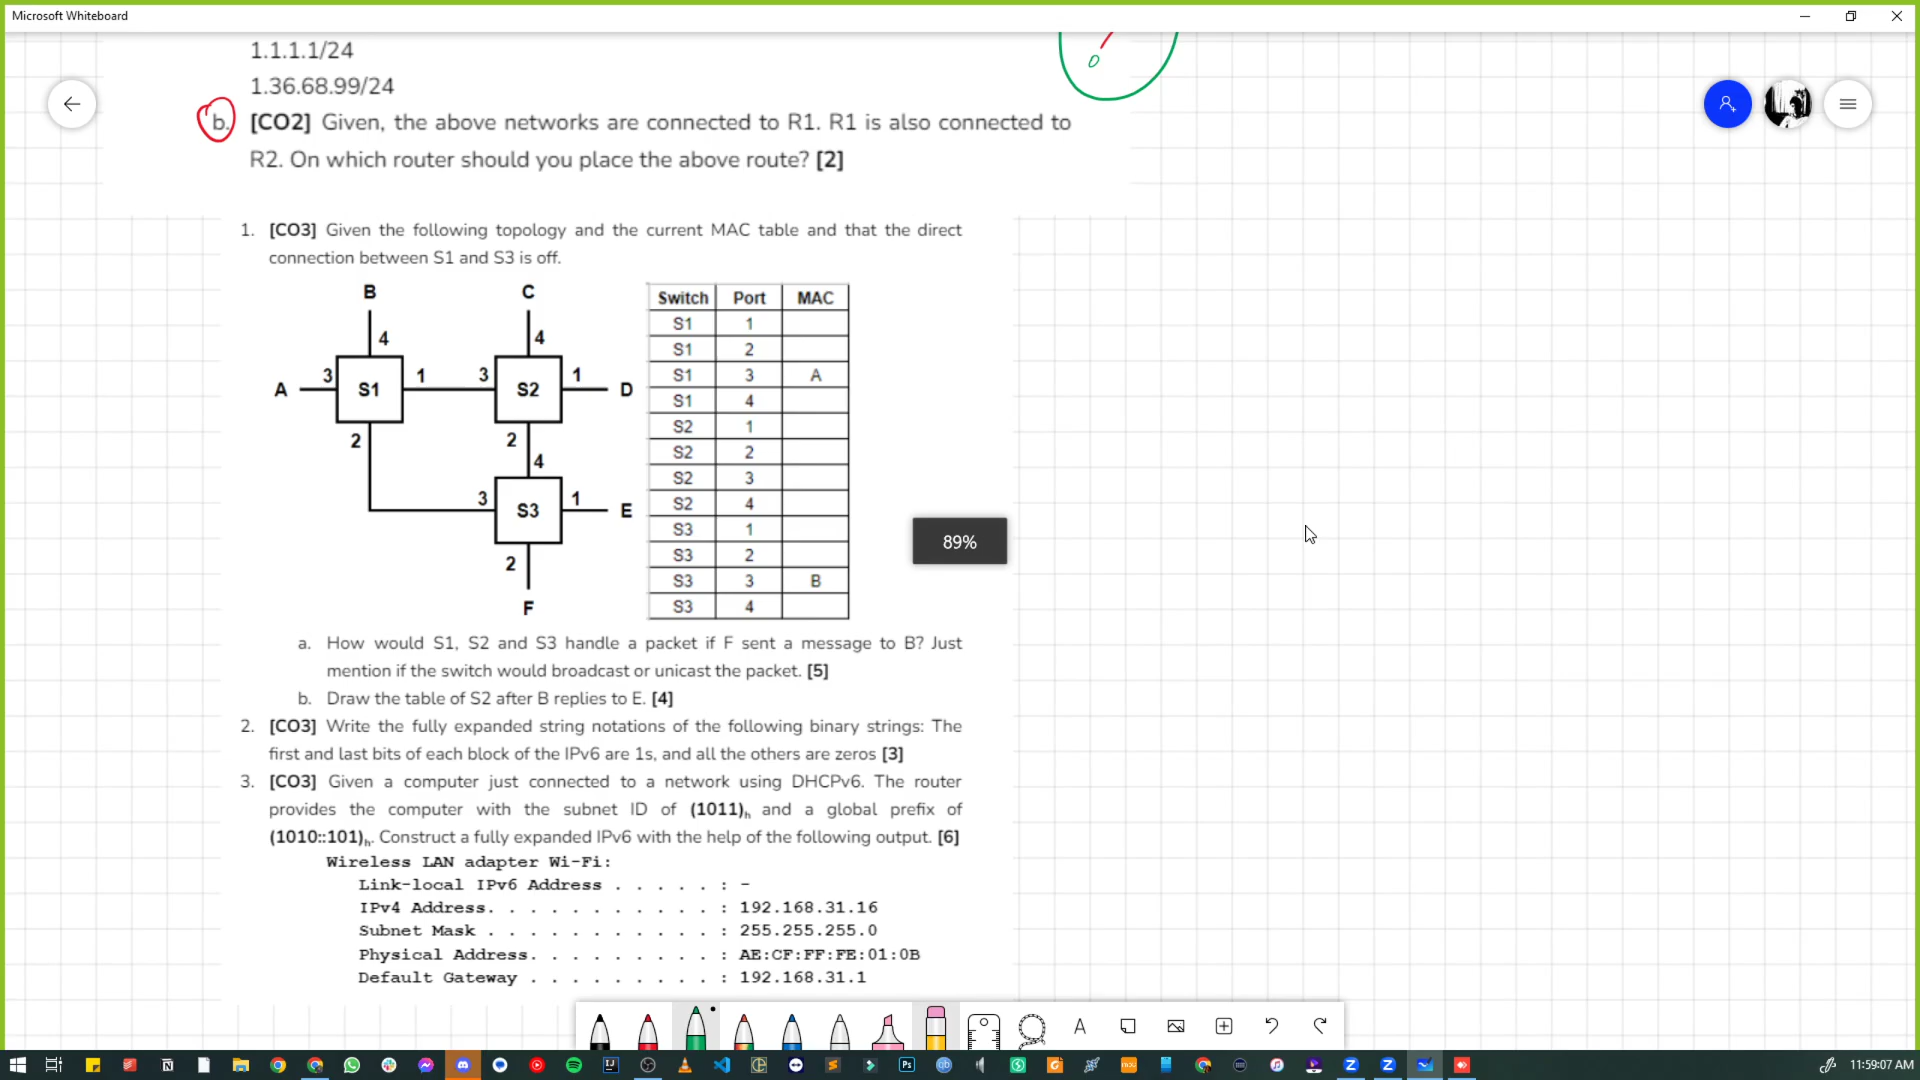 Microsoft Whiteboard
1.1.1.1/24
1.36.68.99/24
0
b. [CO2] Given, the above networks are connected to R1. R1 is also connected to
R2. On which router should you place the above route? [2]
1. [CO3] Given the following topology and the current MAC table and that the direct
connection between S1 and S3 is off.
B C
4 4
A 3 S1 1 3 S2 1 D
2 2
4
3 S3 1 E
2
F
Switch Port MAC
S1 1
S1 2
S1 3 A
S1 4
S2 1
S2 2
S2 3
S2 4
S3 1
S3 2
S3 3 B
S3 4
89%
a. How would S1, S2 and S3 handle a packet if F sent a message to B? Just
mention if the switch would broadcast or unicast the packet. [5]
b. Draw the table of S2 after B replies to E. [4]
2. [CO3] Write the fully expanded string notations of the following binary strings: The
first and last bits of each block of the IPv6 are 1s, and all the others are zeros [3]
3. [CO3] Given a computer just connected to a network using DHCPv6. The router
provides the computer with the subnet ID of (1011)h and a global prefix of
(1010::101)h. Construct a fully expanded IPv6 with the help of the following output. [6]
Wireless LAN adapter Wi-Fi:
Link-local IPv6 Address . . . . . : -
IPv4 Address. . . . . . . . . . . : 192.168.31.16
Subnet Mask . . . . . . . . . . . : 255.255.255.0
Physical Address. . . . . . . . . : AE:CF:FF:FE:01:0B
Default Gateway . . . . . . . . . : 192.168.31.1
A
Ps
11:59:07 AM